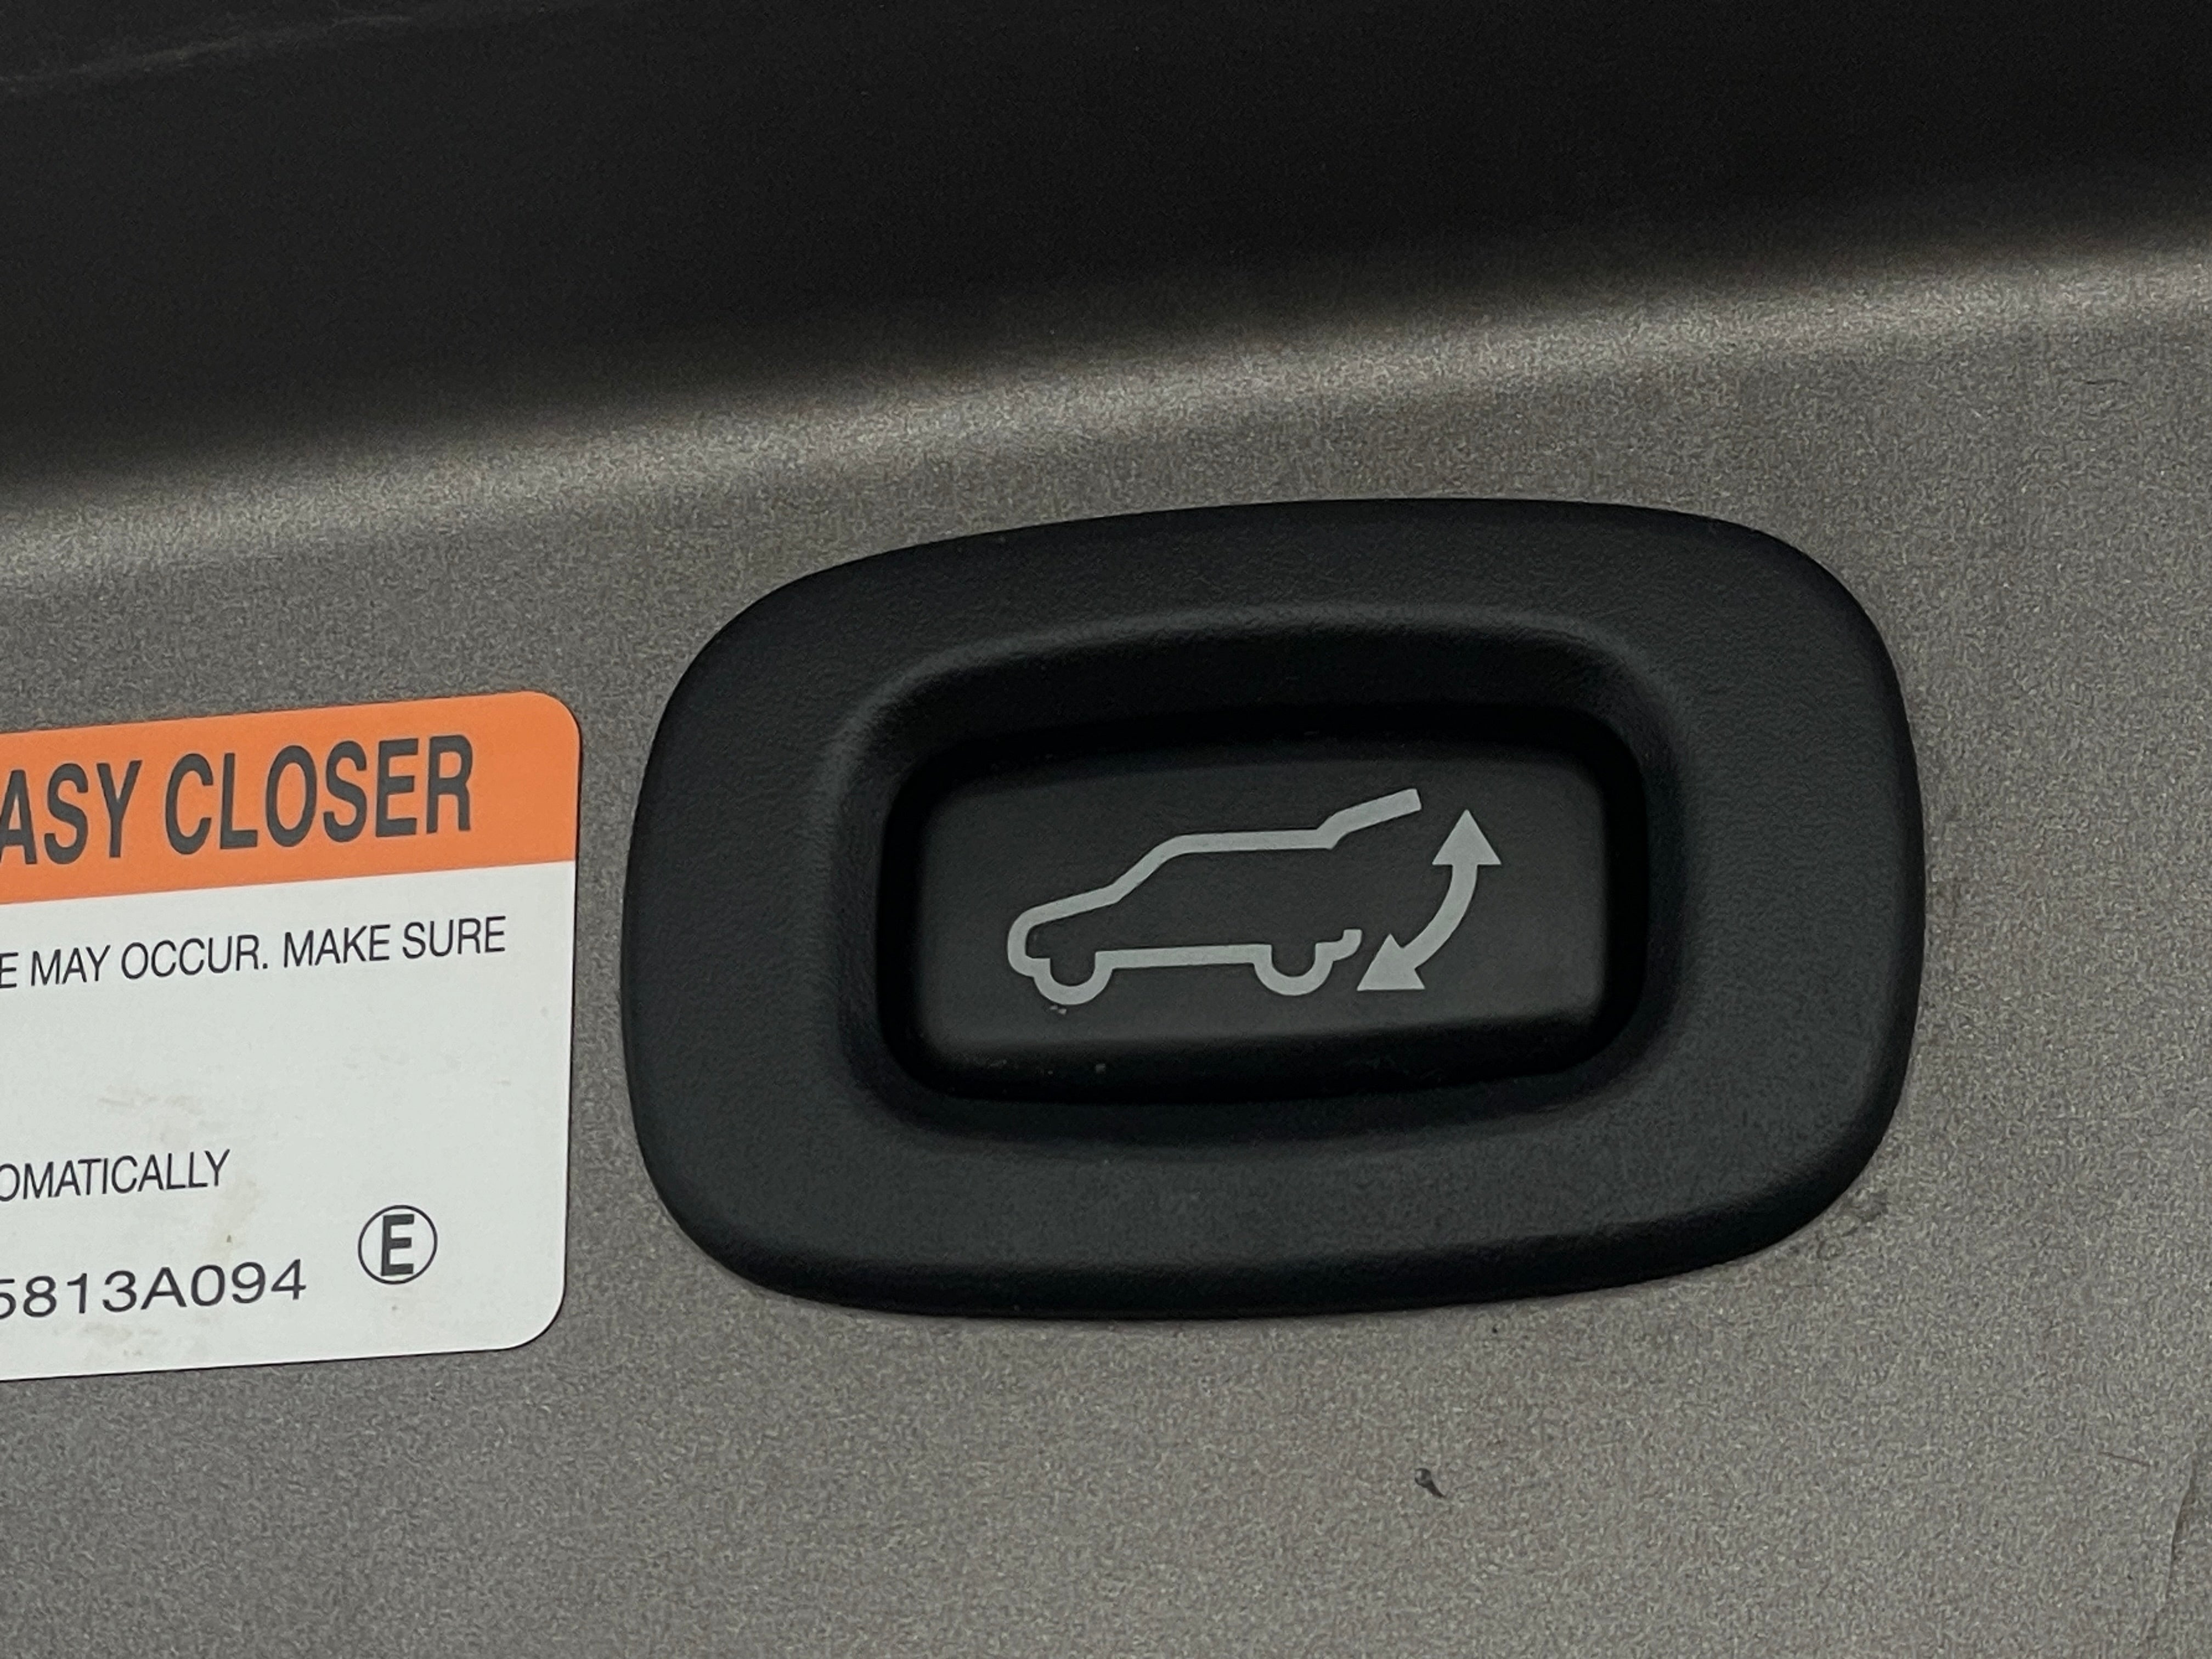 ASY CLOSER
E MAY OCCUR. MAKE SURE
OMATICALLY
5813A094 E